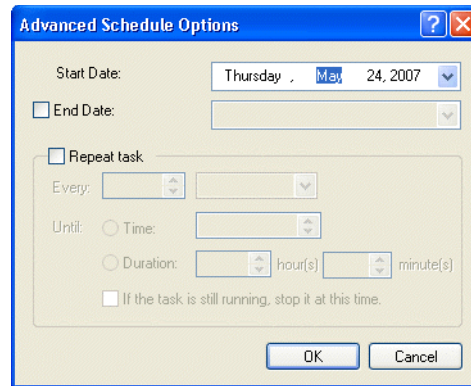 Advanced Schedule Options
Start Date: Thursday , May 24, 2007
End Date:
Repeat task
Every:
Until: Time:
Duration: hour(s) minute(s)
If the task is still running, stop it at this time.
OK Cancel